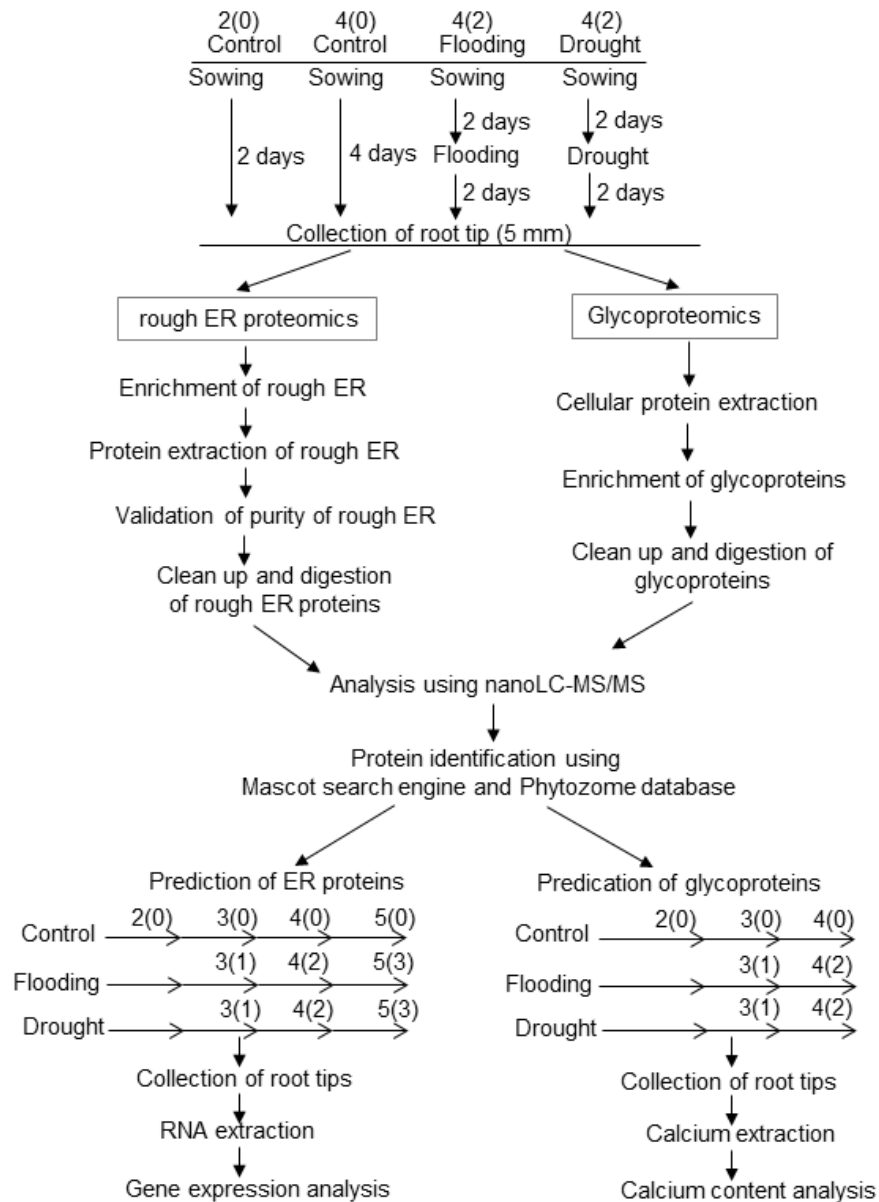 2(0) 4(0) 4(2) 4(2)
Control Control Flooding Drought
Sowing Sowing Sowing Sowing
2 days 2 days
2 days 4 days Flooding Drought
2 days 2 days
Collection of root tip (5 mm)
rough ER proteomics
Glycoproteomics
Enrichment of rough ER
Cellular protein extraction
Protein extraction of rough ER
Enrichment of glycoproteins
Validation of purity of rough ER
Clean up and digestion of
glycoproteins
Clean up and digestion
of rough ER proteins
Analysis using nanoLC-MS/MS
Protein identification using
Mascot search engine and Phytozome database
Prediction of ER proteins
2(0) 3(0) 4(0) 5(0)
Control
3(1) 4(2) 5(3)
Flooding
3(1) 4(2) 5(3)
Drought
Collection of root tips
RNA extraction
Gene expression analysis
Predication of glycoproteins
2(0) 3(0) 4(0)
Control
3(1) 4(2)
Flooding
3(1) 4(2)
Drought
Collection of root tips
Calcium extraction
Calcium content analysis